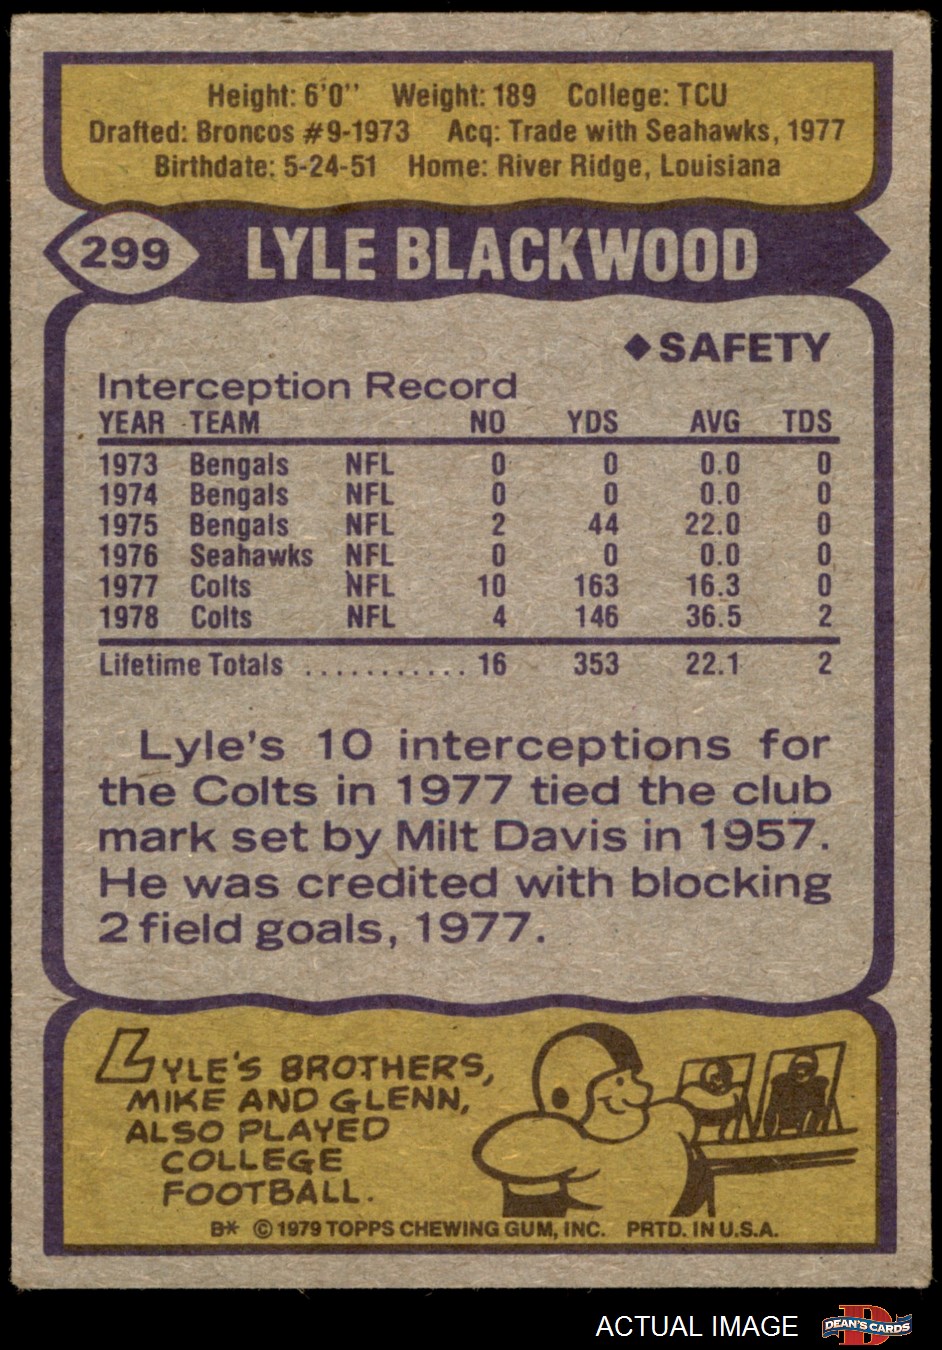 Height: 6'0'' Weight: 189 College: TCU
Drafted: Broncos #9-1973 Acq: Trade with Seahawks, 1977
Birthdate: 5-24-51 Home: River Ridge, Louisiana
299 LYLE BLACKWOOD
◆SAFETY
Interception Record
YEAR TEAM NO YDS AVG TDS
1973 Bengals NFL 0 0 0.0 0
1974 Bengals NFL 0 0 0.0 0
1975 Bengals NFL 2 44 22.0 0
1976 Seahawks NFL 0 0 0.0 0
1977 Colts NFL 10 163 16.3 0
1978 Colts NFL 4 146 36.5 2
Lifetime Totals ........... 16 353 22.1 2
Lyle's 10 interceptions for
the Colts in 1977 tied the club
mark set by Milt Davis in 1957.
He was credited with blocking
2 field goals, 1977.
LYLE'S BROTHERS,
MIKE AND GLENN,
ALSO PLAYED
COLLEGE
FOOTBALL.
B* © 1979 TOPPS CHEWING GUM, INC. PRTD. IN U.S.A.
ACTUAL IMAGE DEAN'S CARDS